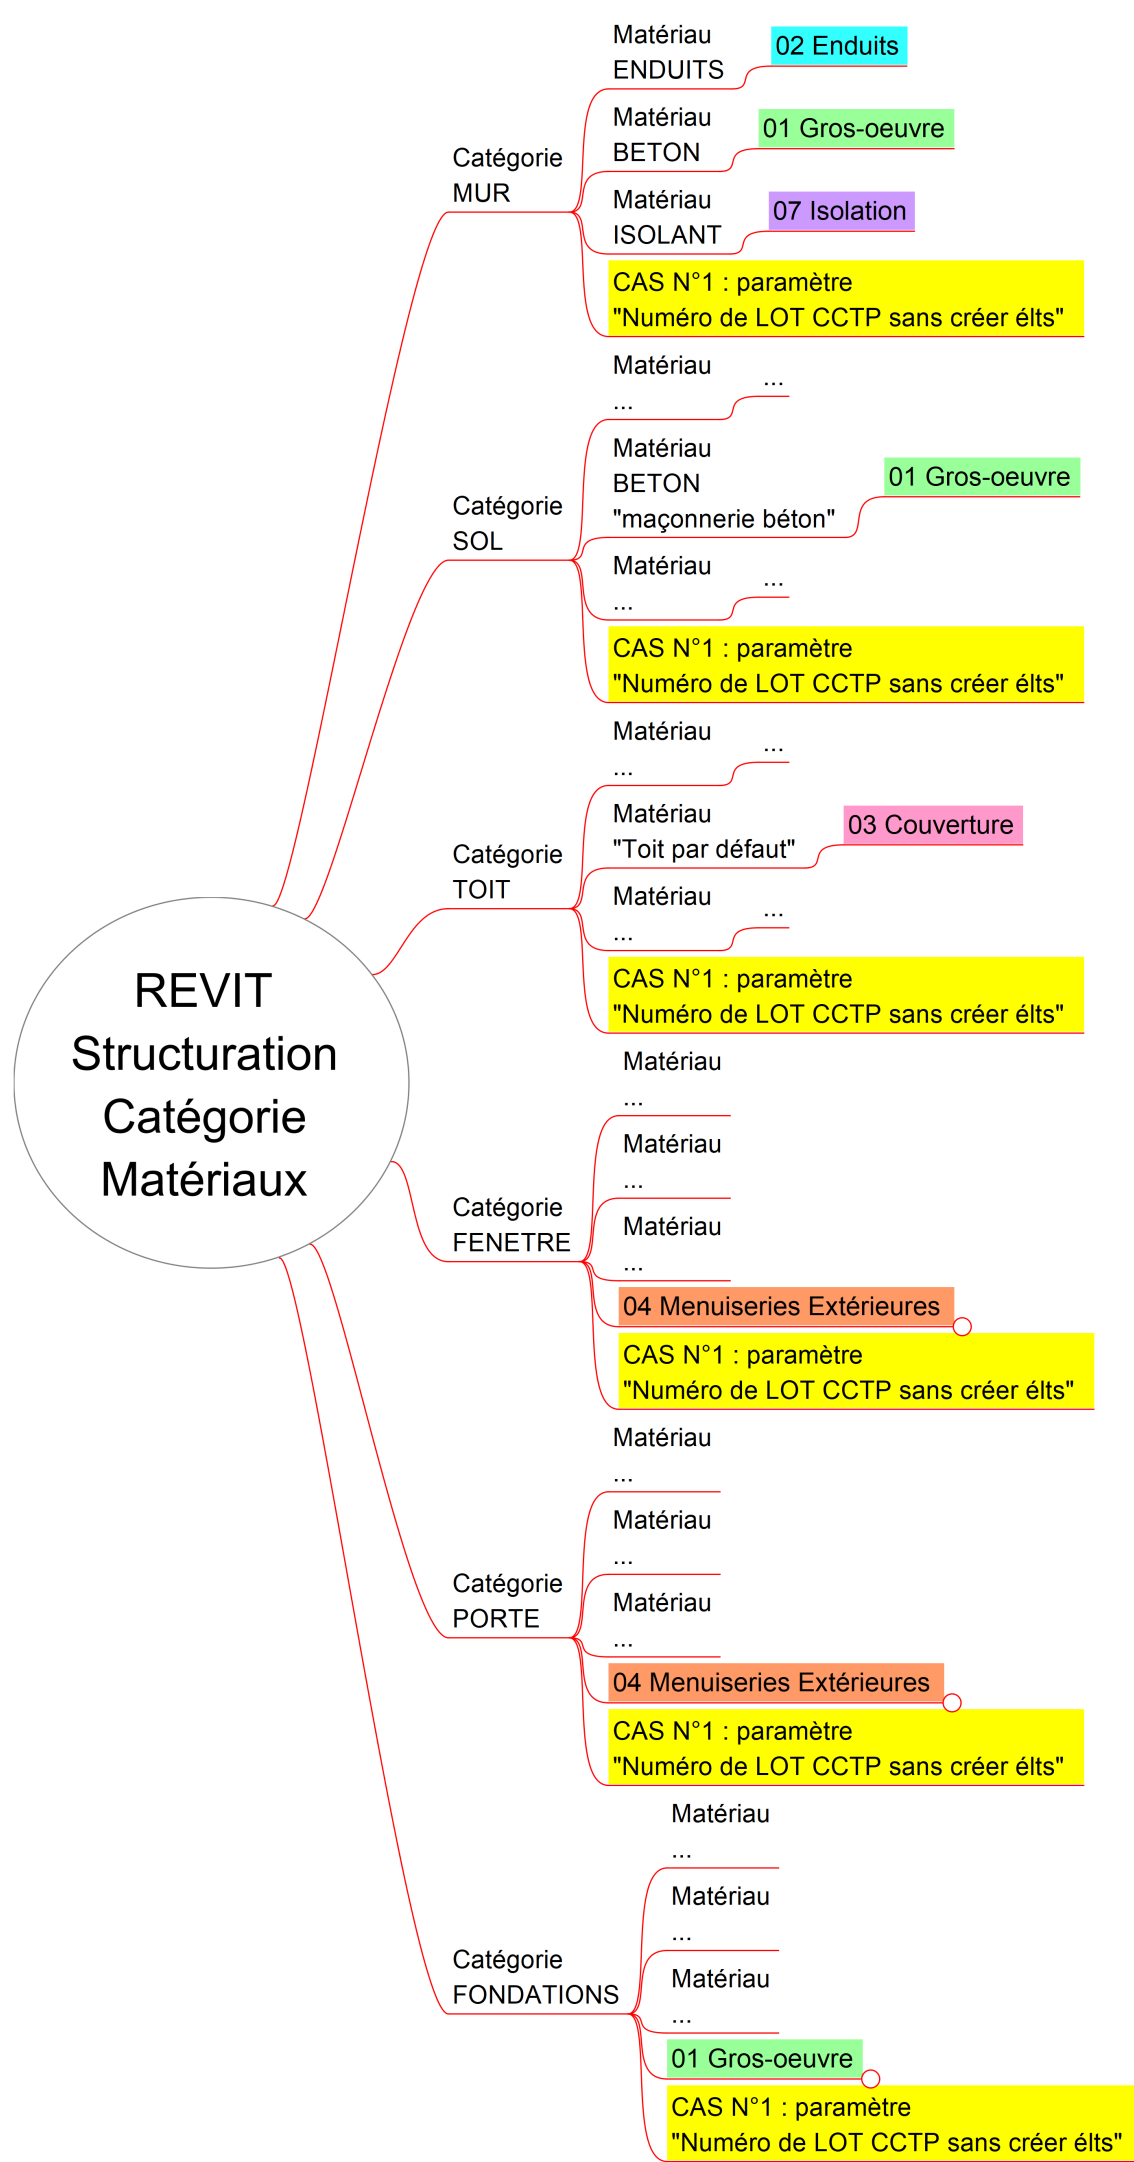 REVIT
Structuration
Catégorie
Matériaux
Catégorie
MUR
Matériau
ENDUITS
02 Enduits
Matériau
BETON
01 Gros-oeuvre
Matériau
ISOLANT
07 Isolation
CAS N°1 : paramètre
"Numéro de LOT CCTP sans créer élts"
Catégorie
SOL
Matériau
...
...
Matériau
BETON
"maçonnerie béton"
01 Gros-oeuvre
Matériau
...
...
CAS N°1 : paramètre
"Numéro de LOT CCTP sans créer élts"
Catégorie
TOIT
Matériau
...
...
Matériau
"Toit par défaut"
03 Couverture
Matériau
...
...
CAS N°1 : paramètre
"Numéro de LOT CCTP sans créer élts"
Catégorie
FENETRE
Matériau
...
Matériau
...
Matériau
...
04 Menuiseries Extérieures
CAS N°1 : paramètre
"Numéro de LOT CCTP sans créer élts"
Catégorie
PORTE
Matériau
...
Matériau
...
Matériau
...
04 Menuiseries Extérieures
CAS N°1 : paramètre
"Numéro de LOT CCTP sans créer élts"
Catégorie
FONDATIONS
Matériau
...
Matériau
...
Matériau
...
01 Gros-oeuvre
CAS N°1 : paramètre
"Numéro de LOT CCTP sans créer élts"